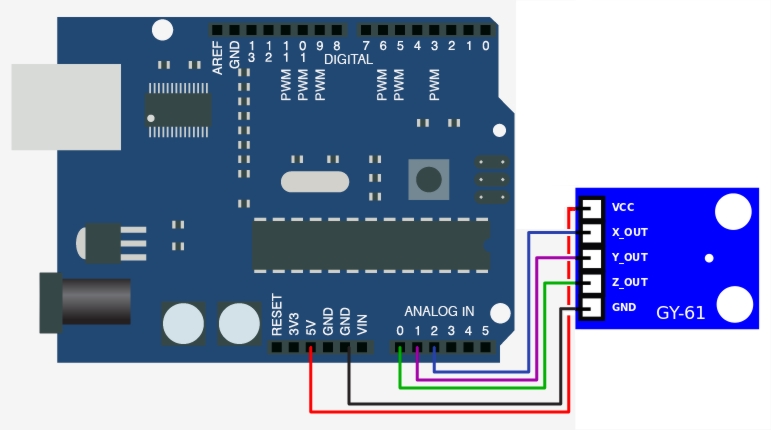 AREF
GND
13
12
11
01
9
8
7
6
5
4
3
2
1
0
DIGITAL
PWM
PWM
PWM
PWM
PWM
PWM
VCC
X_OUT
Y_OUT
Z_OUT
GND
GY-61
RESET
3V3
5V
GND
GND
VIN
ANALOG IN
0 1 2 3 4 5